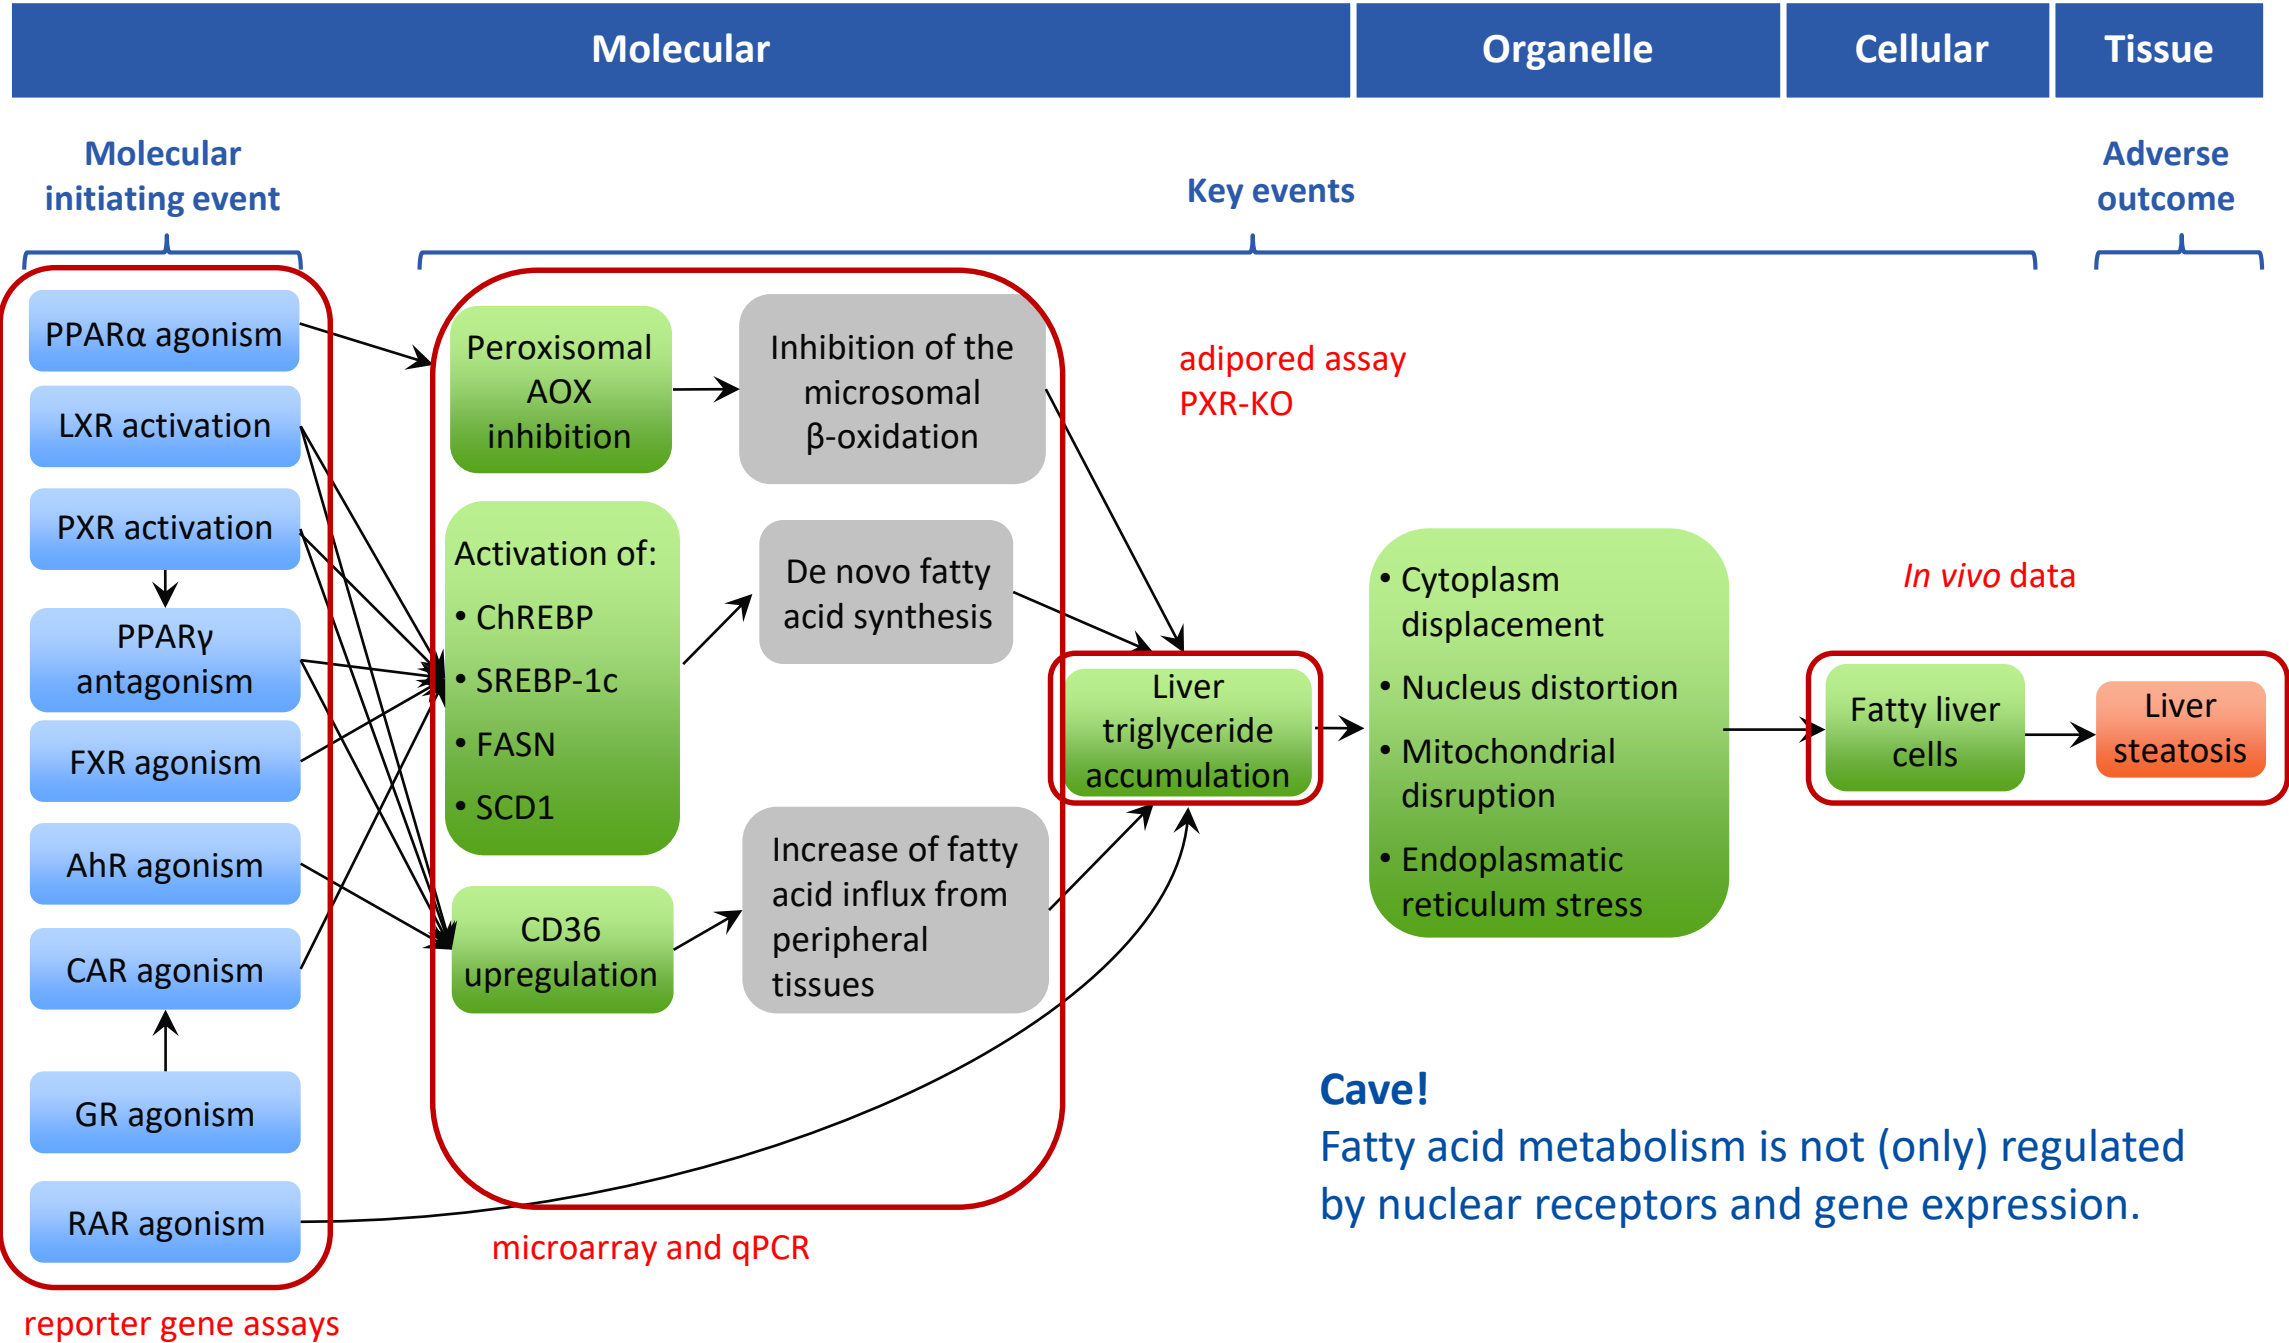 Molecular
Organelle
Cellular
Tissue
Molecular
initiating event
Key events
Adverse
outcome
PPARα agonism
LXR activation
PXR activation
PPARγ
antagonism
FXR agonism
AhR agonism
CAR agonism
GR agonism
RAR agonism
reporter gene assays
Peroxisomal
AOX
inhibition
Activation of:
• ChREBP
• SREBP-1c
• FASN
• SCD1
CD36
upregulation
Inhibition of the
microsomal
β-oxidation
De novo fatty
acid synthesis
Increase of fatty
acid influx from
peripheral
tissues
microarray and qPCR
adipored assay
PXR-KO
Liver
triglyceride
accumulation
• Cytoplasm
displacement
• Nucleus distortion
• Mitochondrial
disruption
• Endoplasmatic
reticulum stress
In vivo data
Fatty liver
cells
Liver
steatosis
Cave!
Fatty acid metabolism is not (only) regulated
by nuclear receptors and gene expression.